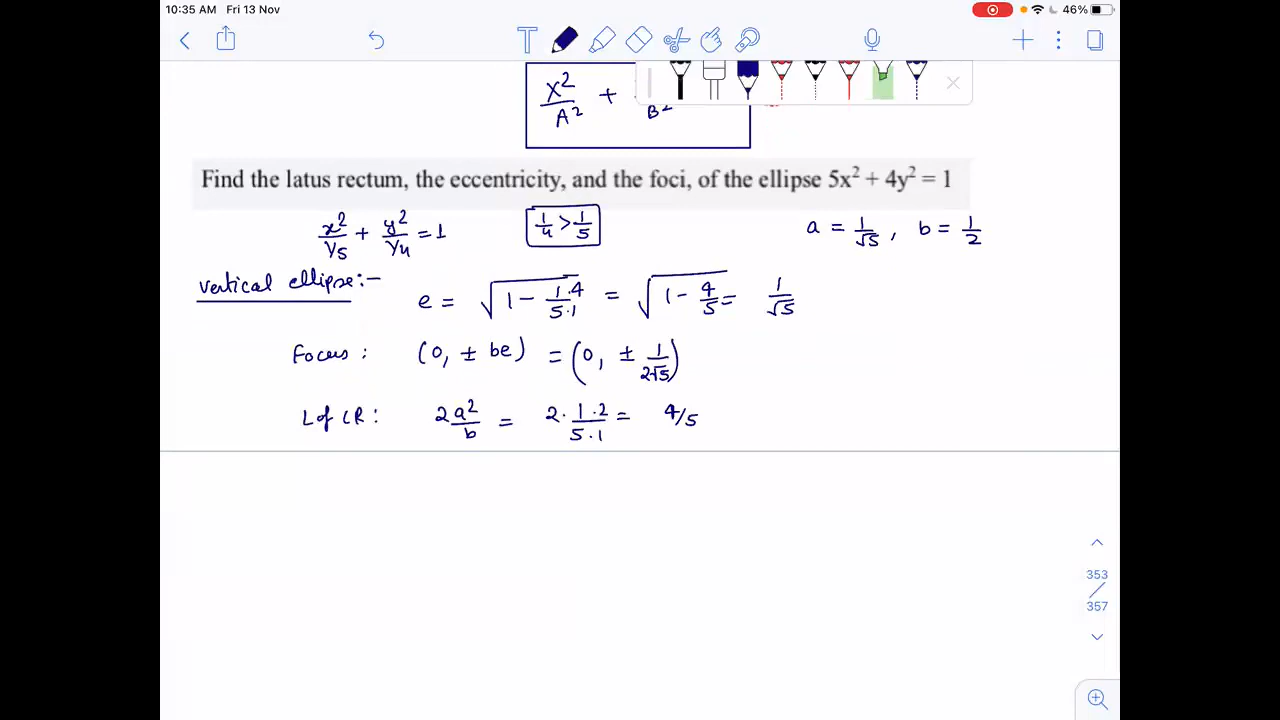 10:35 AM Fri 13 Nov 46%
x²/A² + B²
Find the latus rectum, the eccentricity, and the foci, of the ellipse 5x² + 4y² = 1
x²/1/5 + y²/1/4 = 1 1/4 > 1/5 a = 1/√5 , b = 1/2
vertical ellipse:-
e = √(1 - 1·4/5·1) = √(1 - 4/5) = 1/√5
Focus : (0, ± be) = (0, ± 1/2√5)
L of LR : 2a²/b = 2·1·2/5·1 = 4/5
353
/
357